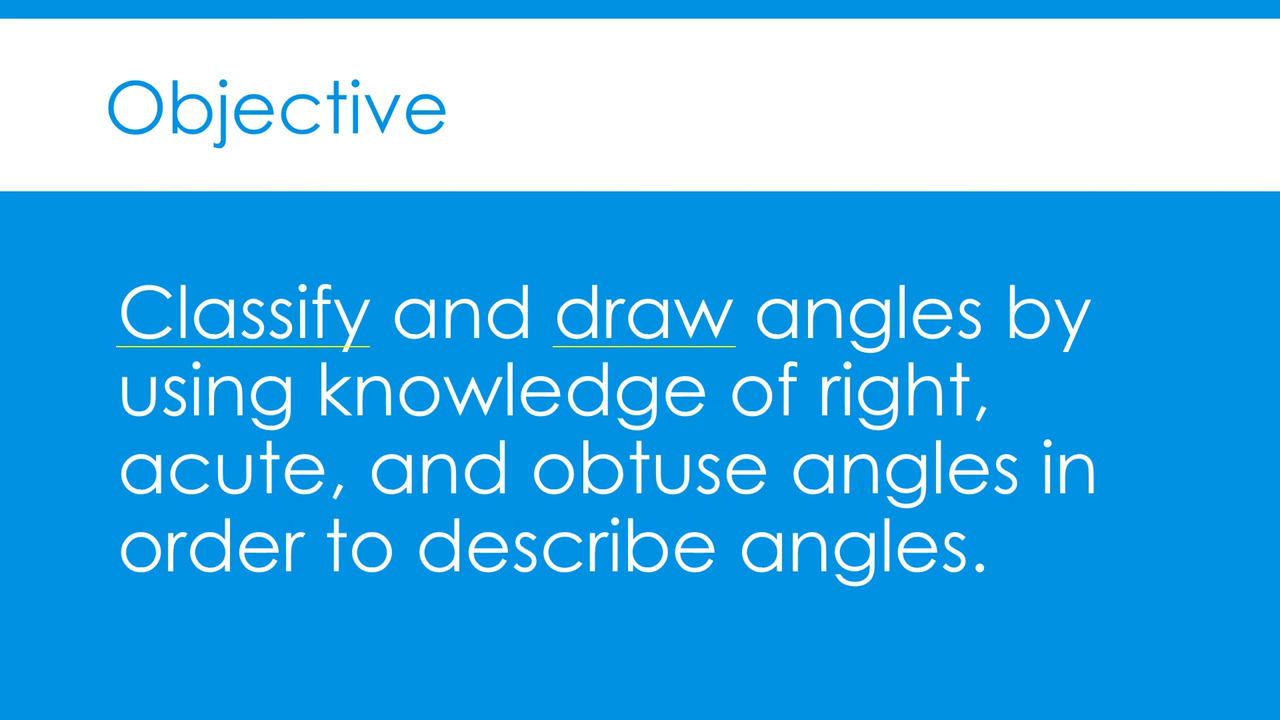 Objective
Classify and draw angles by
using knowledge of right,
acute, and obtuse angles in
order to describe angles.